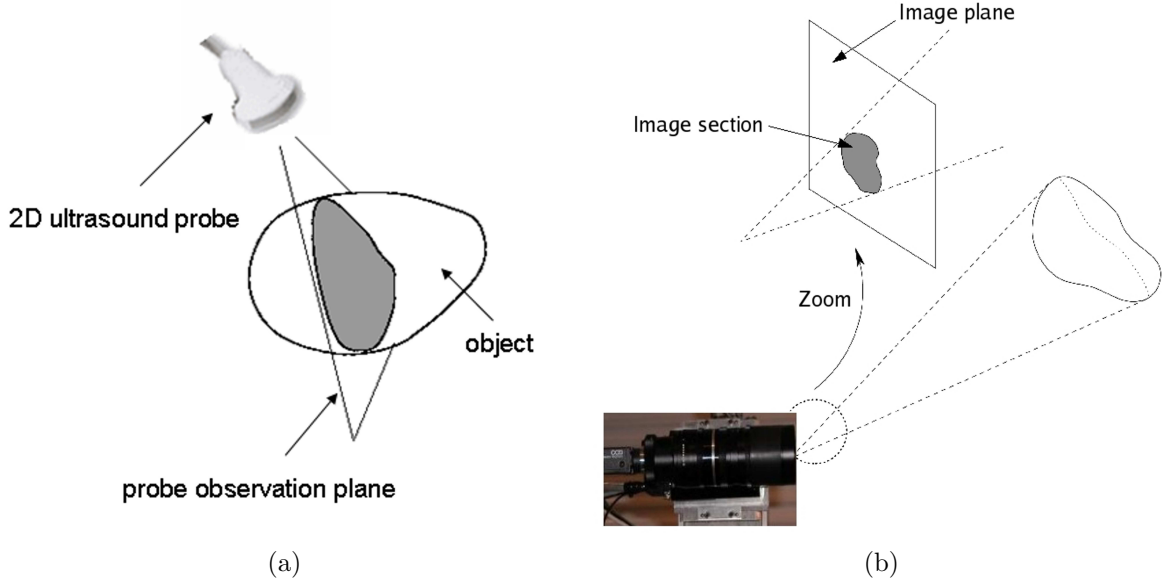 2D ultrasound probe
object
probe observation plane
(a)
Image plane
Image section
Zoom
(b)